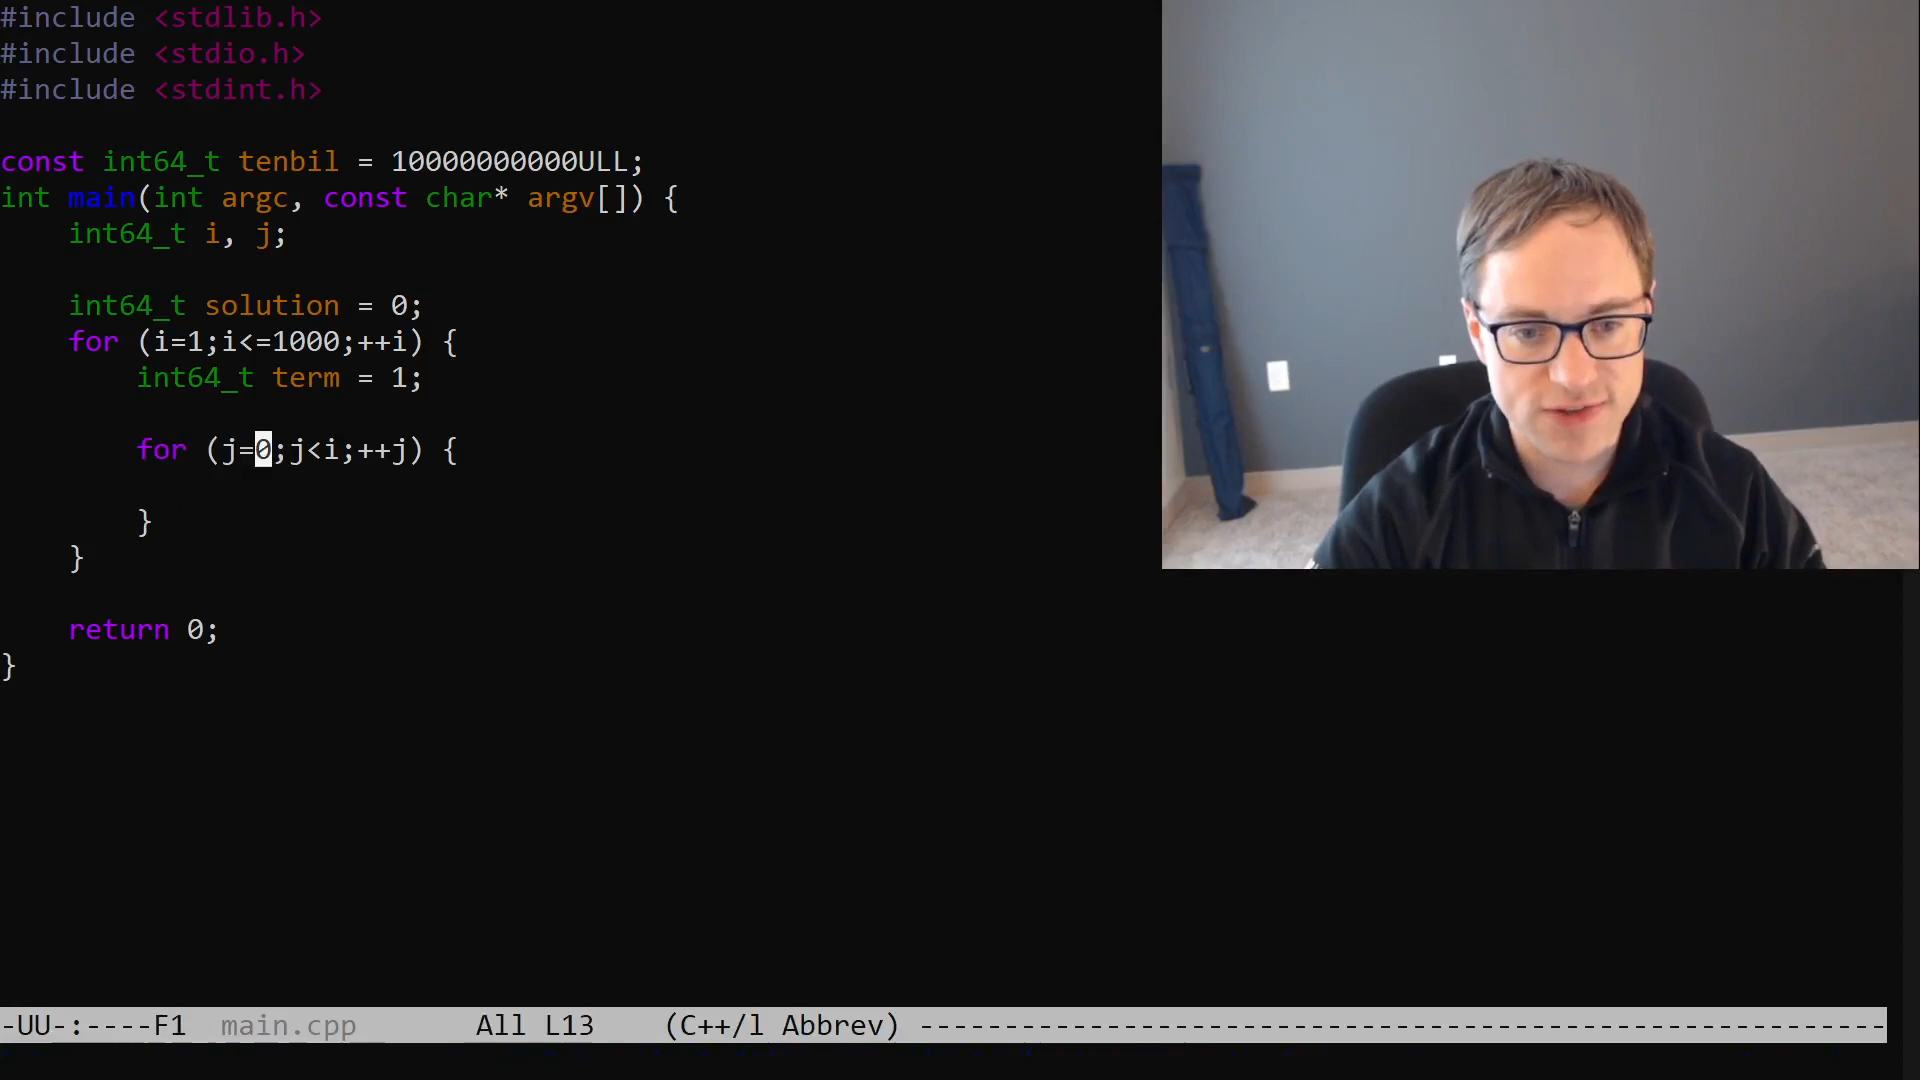 #include <stdlib.h>
#include <stdio.h>
#include <stdint.h>
const int64_t tenbil = 10000000000ULL;
int main(int argc, const char* argv[]) {
    int64_t i, j;
    int64_t solution = 0;
    for (i=1;i<=1000;++i) {
        int64_t term = 1;
        for (j=0;j<i;++j) {
        }
    }
    return 0;
}
-UU-:----F1  main.cpp       All L13    (C++/l Abbrev) ---------------------------------------------------------